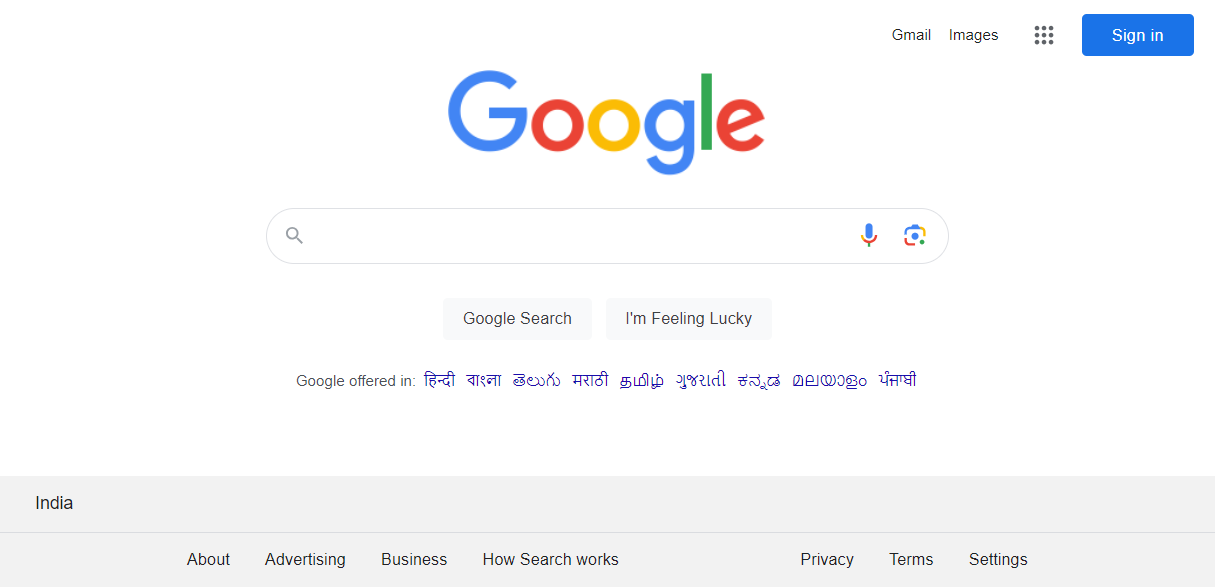 Gmail Images Sign in
Google
Google Search I'm Feeling Lucky
Google offered in: हिन्दी বাংলা తెలుగు मराठी தமிழ் ગુજરાતી ಕನ್ನಡ മലയാളം ਪੰਜਾਬੀ
India
About Advertising Business How Search works Privacy Terms Settings